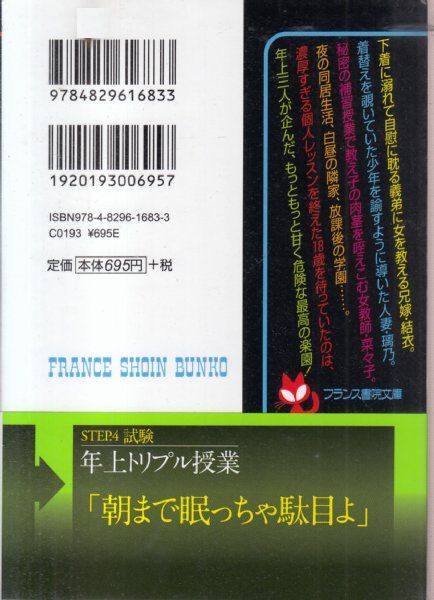 9784829616833
1920193006957
ISBN978-4-8296-1683-3
C0193 ¥695E
定価 本体695円 +税
FRANCE SHOIN BUNKO
下着に溺れて自慰に耽る義弟に女を教える兄嫁・結衣。
着替えを覗いていた少年を諭すように導いた人妻・璃乃。
秘密の補習授業で教え子の肉茎を咥えこむ女教師・菜々子。
夜の同居生活、白昼の隣家、放課後の学園……。
濃厚すぎる個人レッスンを終えた18歳を待っていたのは、
年上三人が企んだ、もっともっと甘く危険な最高の楽園!
フランス書院文庫
STEP.4 試験
年上トリプル授業
「朝まで眠っちゃ駄目よ」